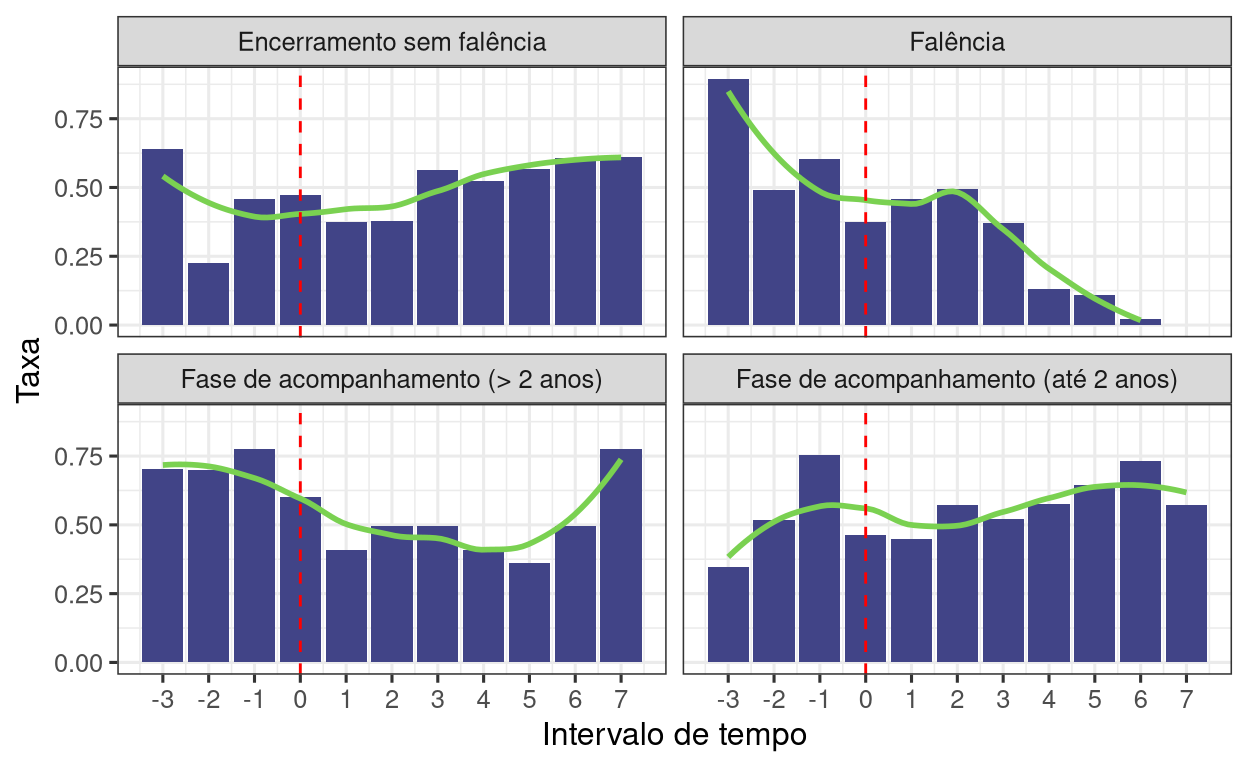 Encerramento sem falência
Falência
0.75
0.50
0.25
0.00
Taxa
Fase de acompanhamento (> 2 anos)
Fase de acompanhamento (até 2 anos)
0.75
0.50
0.25
0.00
-3 -2 -1 0 1 2 3 4 5 6 7
-3 -2 -1 0 1 2 3 4 5 6 7
Intervalo de tempo